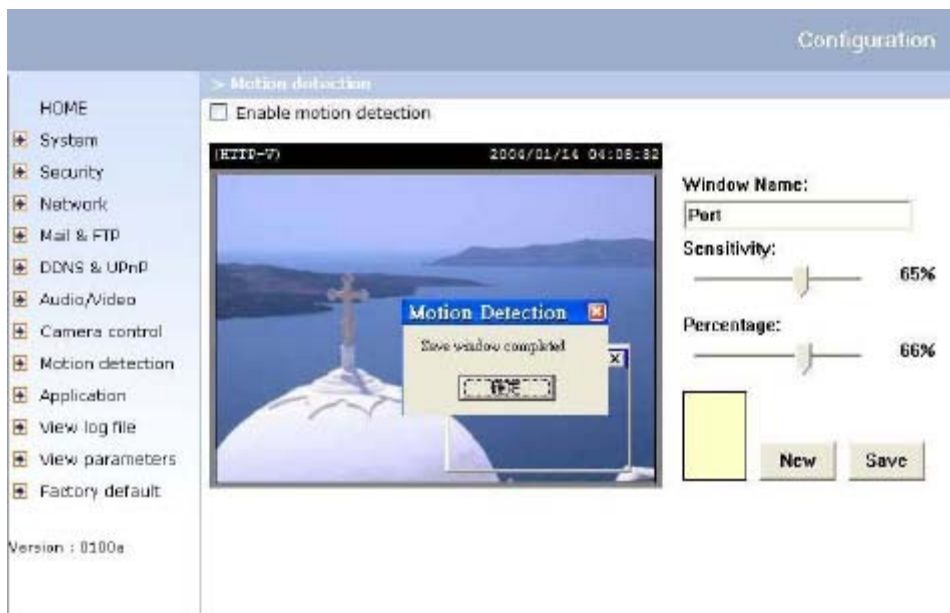 Configuration
> Motion detection
HOME
System
Security
Network
Mail & FTP
DDNS & UPnP
Audio/Video
Camera control
Motion detection
Application
View log file
View parameters
Factory default
Version : 0100a
Enable motion detection
(HTTP-V) 2004/01/14 04:08:32
Motion Detection
Save window completed
確定
Window Name:
Port
Sensitivity:
65%
Percentage:
66%
New Save